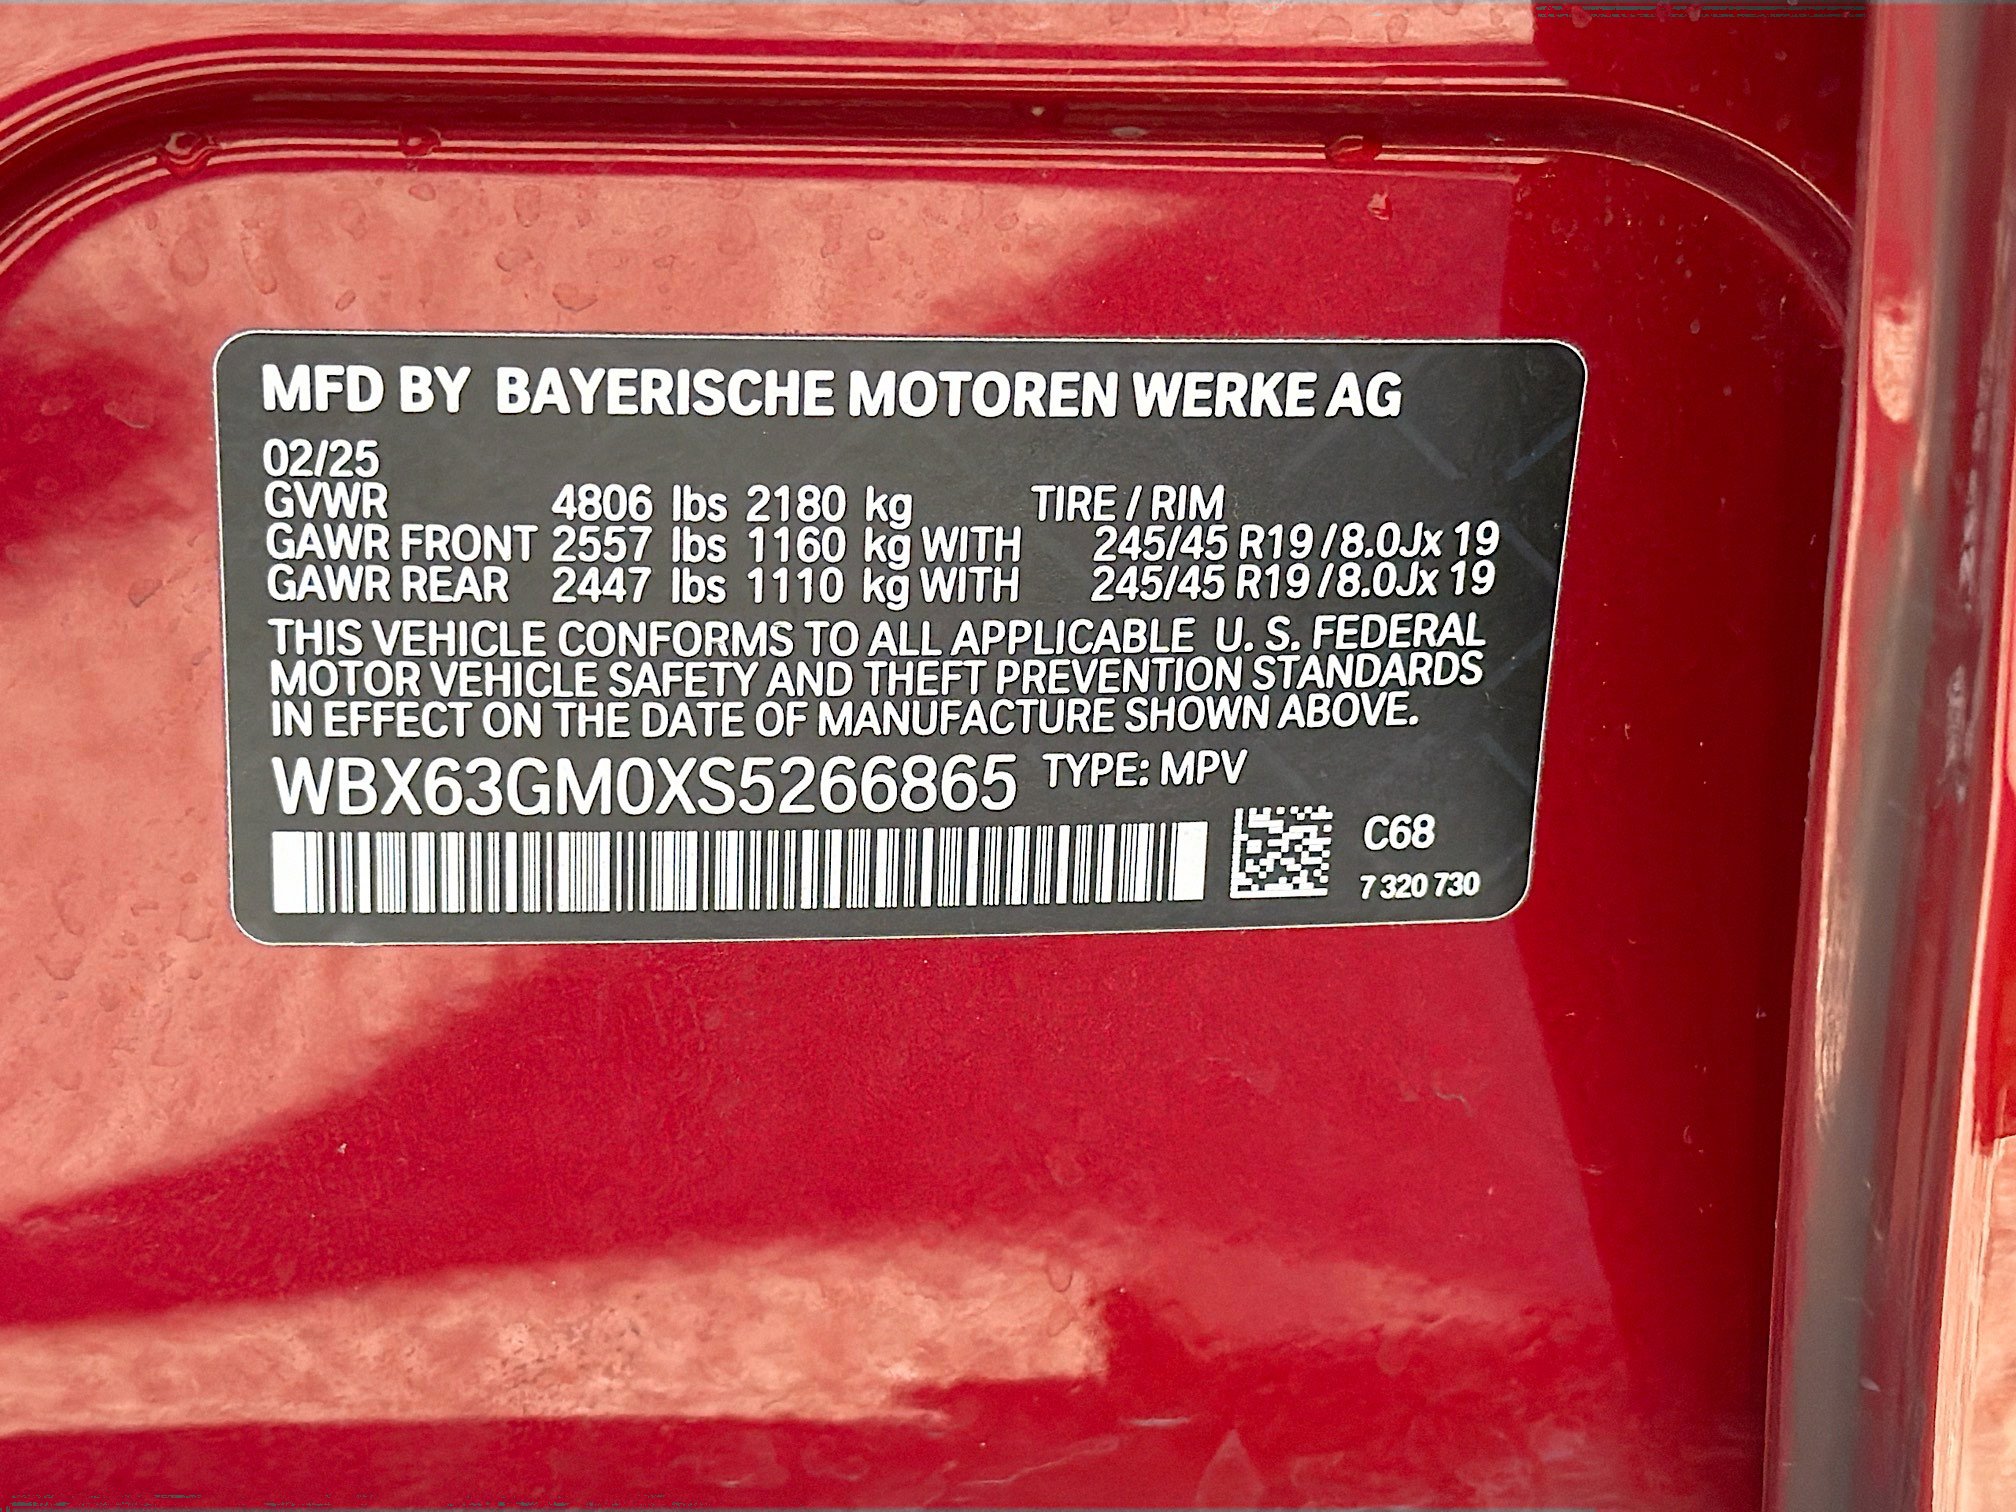 MFD BY BAYERISCHE MOTOREN WERKE AG
02/25
GVWR 4806 lbs 2180 kg TIRE / RIM
GAWR FRONT 2557 lbs 1160 kg WITH 245/45 R19 /8.0Jx 19
GAWR REAR 2447 lbs 1110 kg WITH 245/45 R19 /8.0Jx 19
THIS VEHICLE CONFORMS TO ALL APPLICABLE U. S. FEDERAL
MOTOR VEHICLE SAFETY AND THEFT PREVENTION STANDARDS
IN EFFECT ON THE DATE OF MANUFACTURE SHOWN ABOVE.
WBX63GM0XS5266865 TYPE: MPV
C68
7 320 730